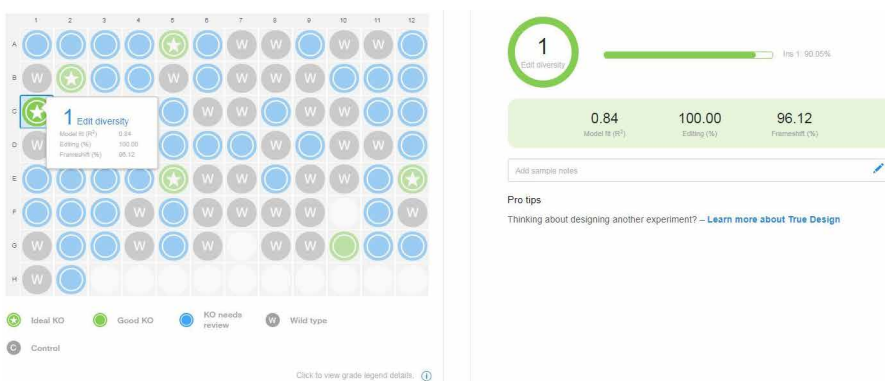 1 2 3 4 5 6 7 8 9 10 11 12
A W W W W
B W W W W W
C W W W
D W W W W W
E W W W W
F W W W W W
G W W W W W
H W
1 Edit diversity
Model fit (R²) 0.84
Editing (%) 100.00
Frameshift (%) 96.12
Ideal KO
Good KO
KO needs review
W Wild type
C Control
Click to view grade legend details. i
1
Edit diversity
Ins 1: 90.05%
0.84 100.00 96.12
Model fit (R²) Editing (%) Frameshift (%)
Add sample notes
Pro tips
Thinking about designing another experiment? – Learn more about True Design